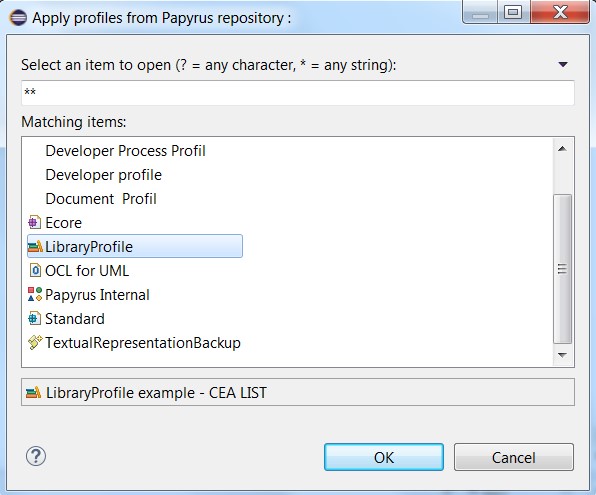 Apply profiles from Papyrus repository :
Select an item to open (? = any character, * = any string):
**
Matching items:
Developer Process Profil
Developer profile
Document  Profil
Ecore
LibraryProfile
OCL for UML
Papyrus Internal
Standard
TextualRepresentationBackup
LibraryProfile example - CEA LIST
?
OK
Cancel